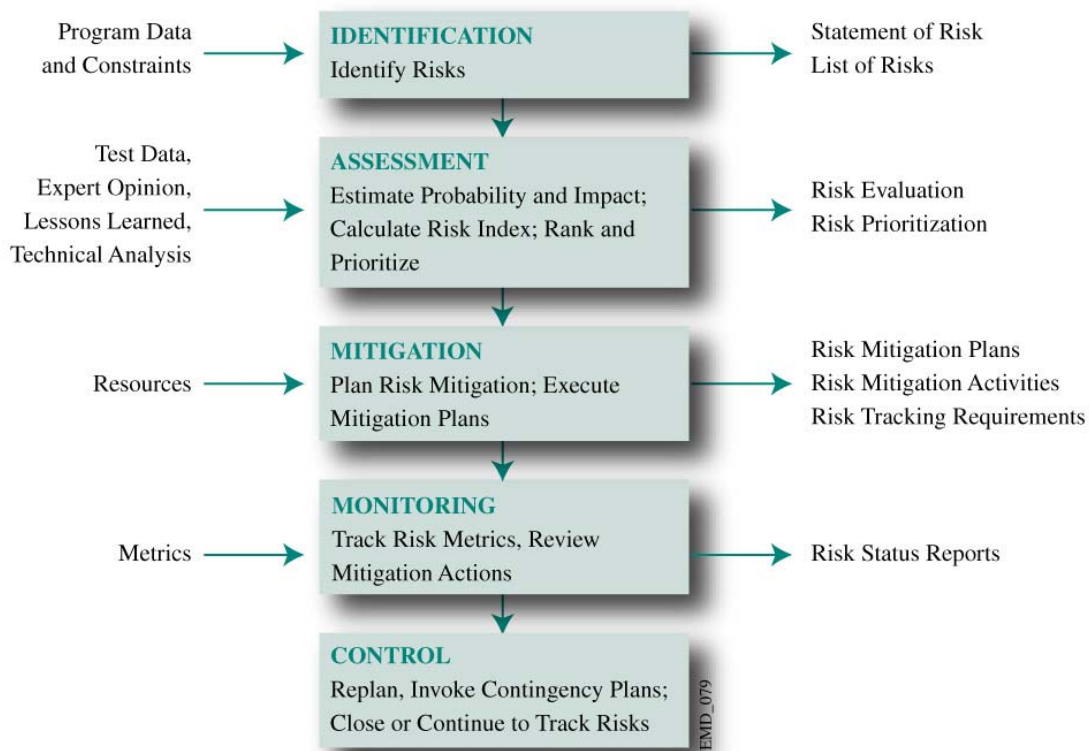 Program Data
and Constraints
IDENTIFICATION
Identify Risks
Statement of Risk
List of Risks
Test Data,
Expert Opinion,
Lessons Learned,
Technical Analysis
ASSESSMENT
Estimate Probability and Impact;
Calculate Risk Index; Rank and
Prioritize
Risk Evaluation
Risk Prioritization
Resources
MITIGATION
Plan Risk Mitigation; Execute
Mitigation Plans
Risk Mitigation Plans
Risk Mitigation Activities
Risk Tracking Requirements
Metrics
MONITORING
Track Risk Metrics, Review
Mitigation Actions
Risk Status Reports
CONTROL
Replan, Invoke Contingency Plans;
Close or Continue to Track Risks
EMD_079